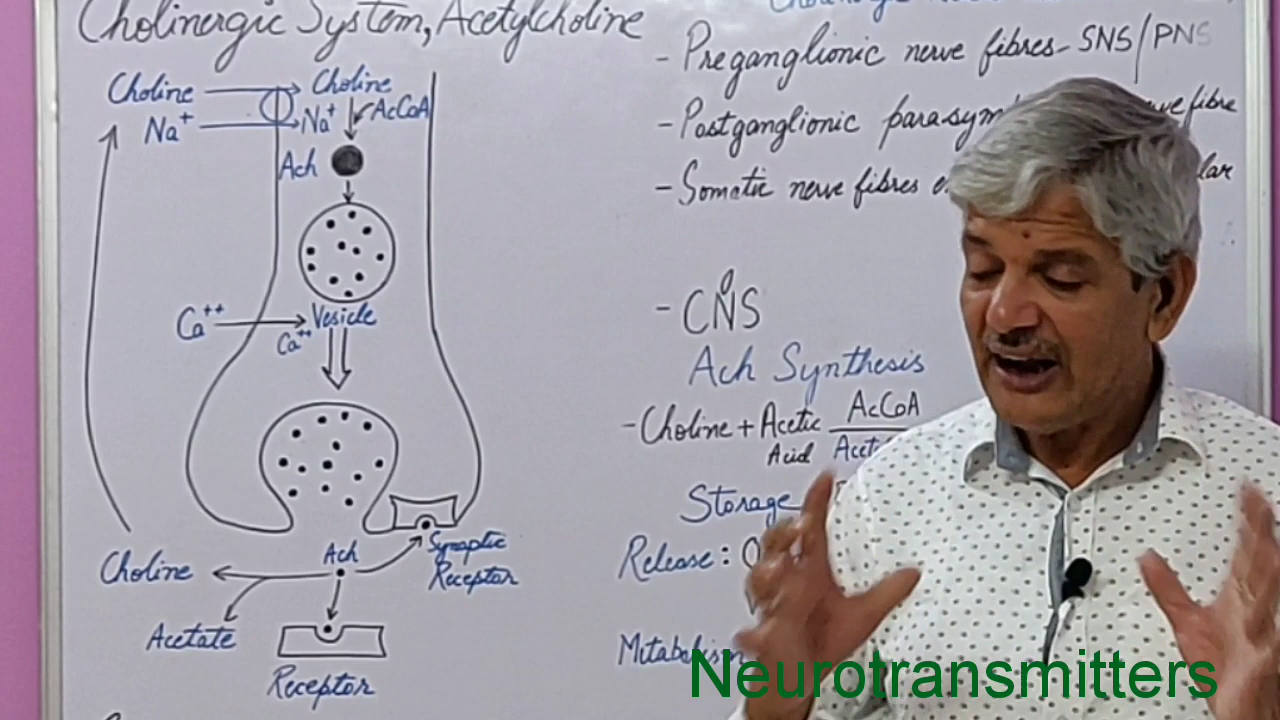 Cholinergic System, Acetylcholine
Choline → Choline
Na⁺ → Na⁺
AcCoA
Ach
Vesicle
Ca⁺⁺
Ca⁺⁺
Ach
Synaptic
Receptor
Choline
Acetate
Receptor
- Preganglionic nerve fibres - SNS/PNS
- Postganglionic
- Somatic nerve fibres
- CNS
Ach Synthesis
- Choline + Acetic AcCoA
Acid
Storage
Release:
Neurotransmitters